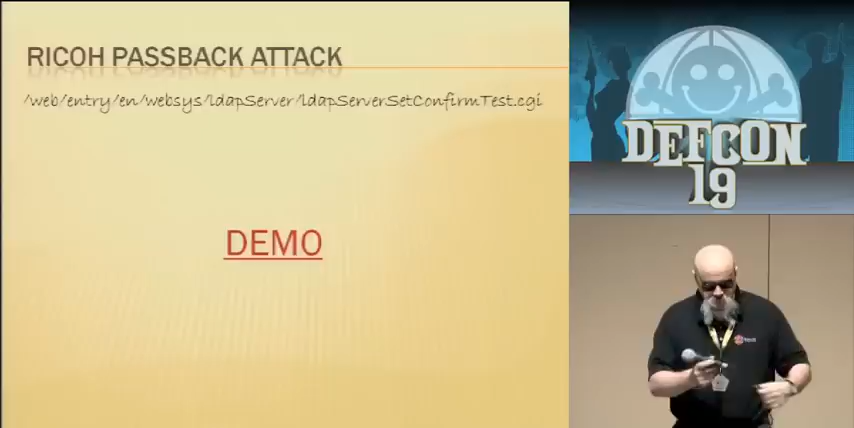 RICOH PASSBACK ATTACK
/web/entry/en/websys/ldapServer/ldapServerSetConfirmTest.cgi
DEMO
DEFCON
19